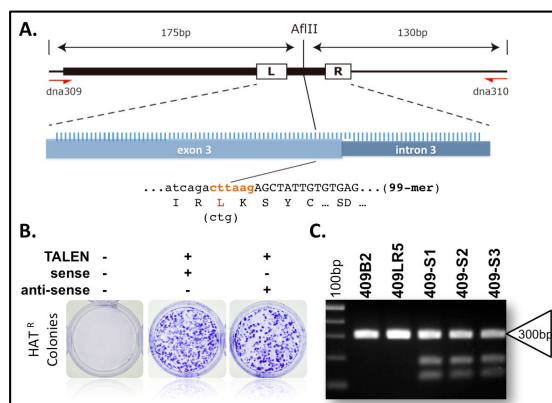 A.
AflII
175bp
130bp
L
R
dna309
dna310
exon 3
intron 3
...atcagacttaagAGCTATTGTGTGAG...(99-mer)
I R L K S Y C ... SD ...
(ctg)
B.
TALEN - + +
sense - + -
anti-sense - - +
HAT R Colonies
C.
100bp
409B2
409LR5
409-S1
409-S2
409-S3
300bp